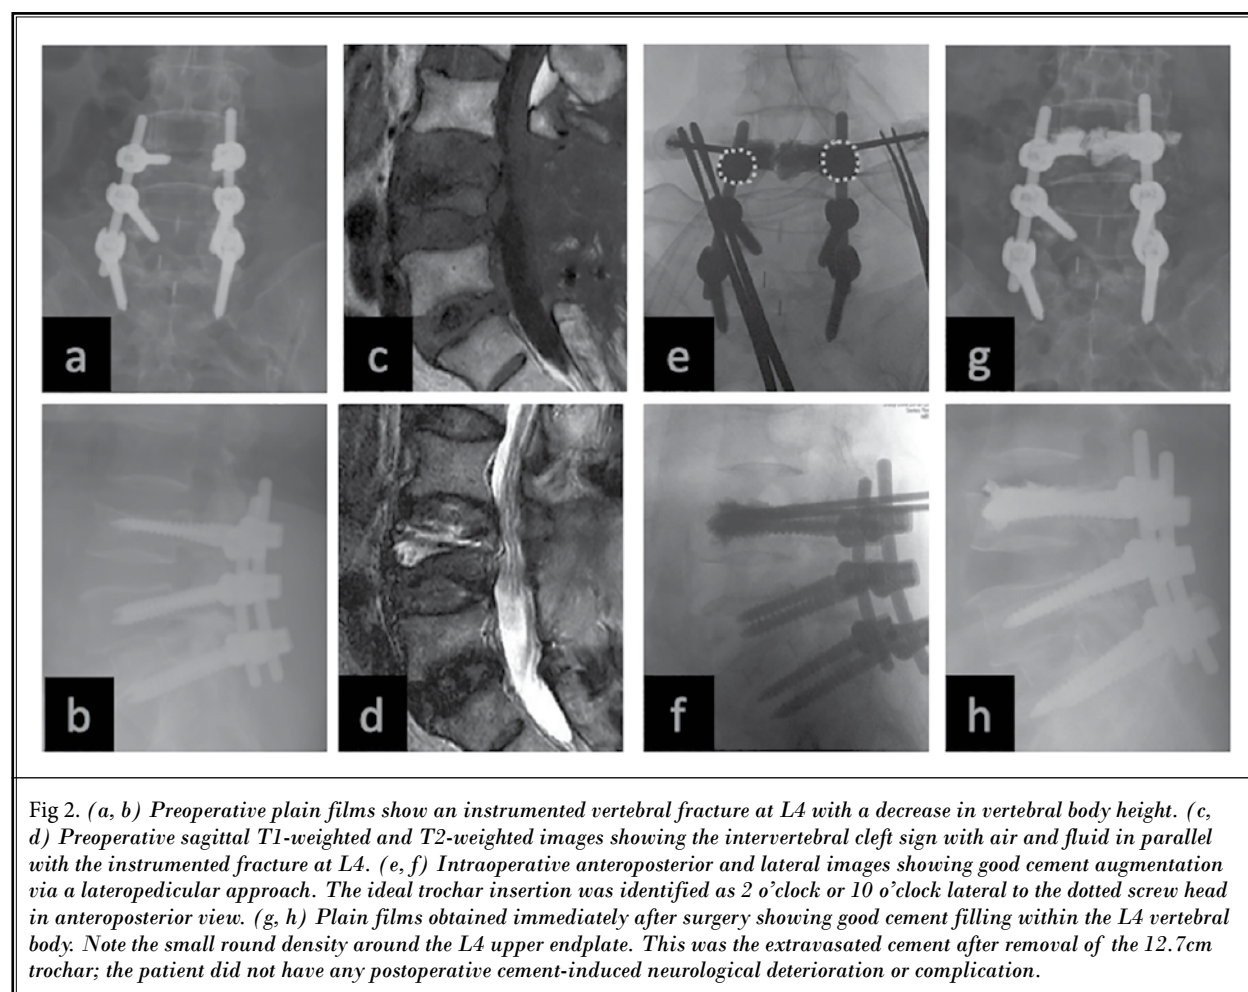 a
c
e
g
b
d
f
h
Fig 2. (a, b) Preoperative plain films show an instrumented vertebral fracture at L4 with a decrease in vertebral body height. (c,
d) Preoperative sagittal T1-weighted and T2-weighted images showing the intervertebral cleft sign with air and fluid in parallel
with the instrumented fracture at L4. (e, f) Intraoperative anteroposterior and lateral images showing good cement augmentation
via a lateropedicular approach. The ideal trochar insertion was identified as 2 o'clock or 10 o'clock lateral to the dotted screw head
in anteroposterior view. (g, h) Plain films obtained immediately after surgery showing good cement filling within the L4 vertebral
body. Note the small round density around the L4 upper endplate. This was the extravasated cement after removal of the 12.7cm
trochar; the patient did not have any postoperative cement-induced neurological deterioration or complication.